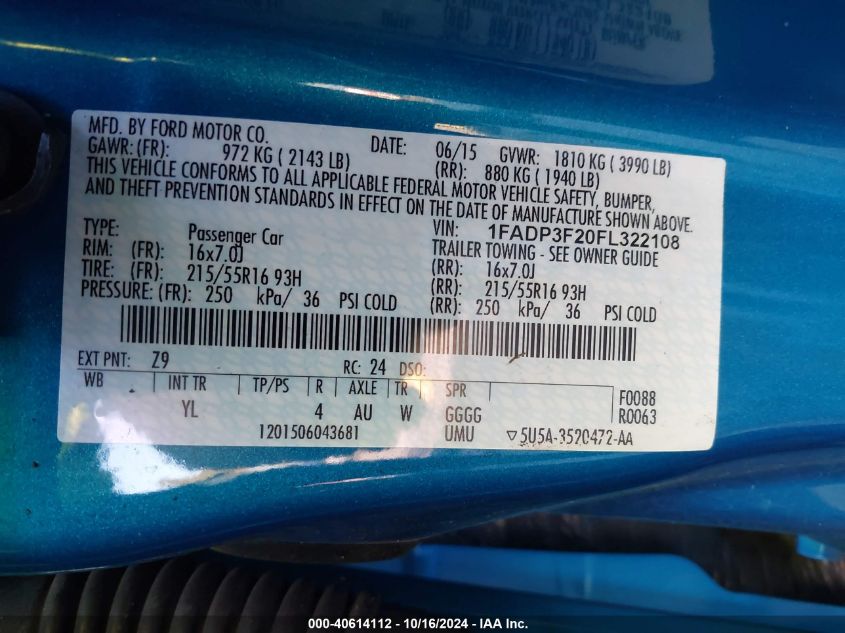 MFD. BY FORD MOTOR CO. DATE: 06/15 GVWR: 1810 KG ( 3990 LB)
GAWR: (FR): 972 KG ( 2143 LB) (RR): 880 KG ( 1940 LB)
THIS VEHICLE CONFORMS TO ALL APPLICABLE FEDERAL MOTOR VEHICLE SAFETY, BUMPER,
AND THEFT PREVENTION STANDARDS IN EFFECT ON THE DATE OF MANUFACTURE SHOWN ABOVE.
VIN: 1FADP3F20FL322108
TYPE: Passenger Car TRAILER TOWING - SEE OWNER GUIDE
RIM: (FR): 16x7.0J (RR): 16x7.0J
TIRE: (FR): 215/55R16 93H (RR): 215/55R16 93H
PRESSURE: (FR): 250 kPa/ 36 PSI COLD (RR): 250 kPa/ 36 PSI COLD
EXT PNT: Z9 RC: 24 DSO:
WB INT TR TP/PS R AXLE TR SPR F0088
YL 4 AU W GGGG R0063
1201506043681 UMU ▽5U5A-3520472-AA
000-40614112 - 10/16/2024 - IAA Inc.